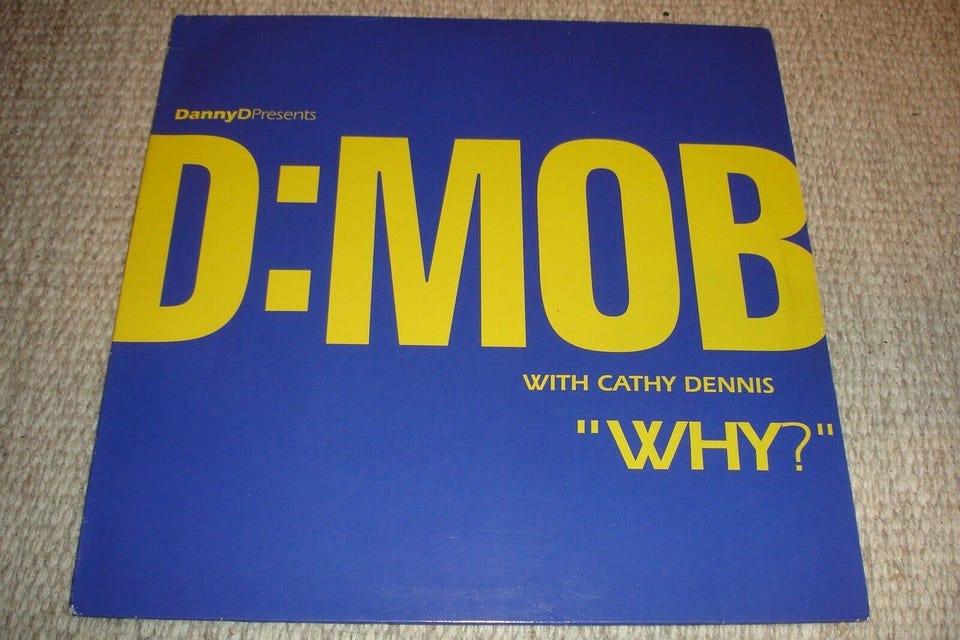 DannyDPresents
D:MOB
WITH CATHY DENNIS
"WHY?"